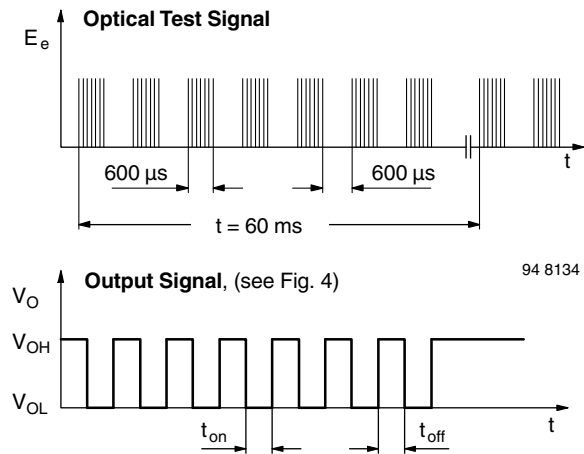 Optical Test Signal
E e
t
600 µs
600 µs
t = 60 ms
94 8134
Output Signal, (see Fig. 4)
V O
V OH
V OL
t
t on
t off